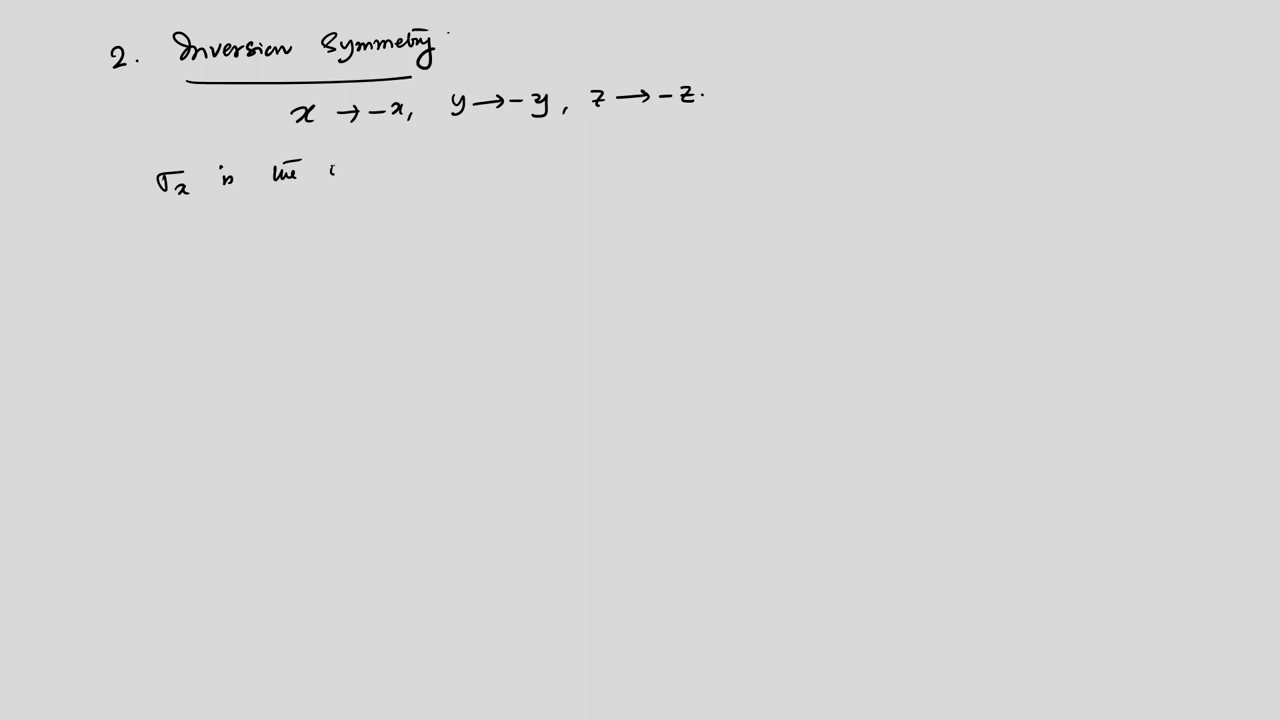 2. Inversion Symmetry.
x → -x, y → -y, z → -z.
σₓ is the